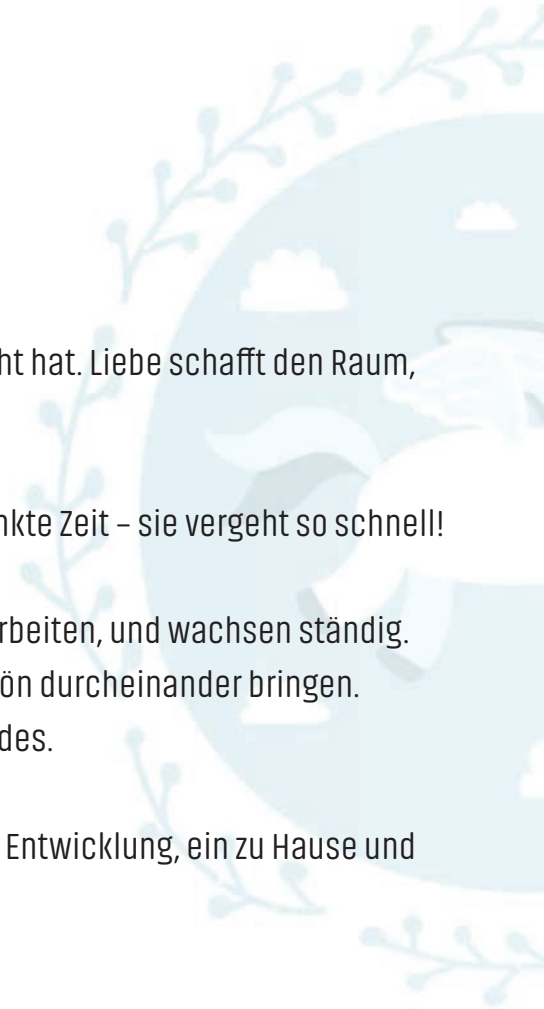 ht hat. Liebe schafft den Raum,
nkte Zeit – sie vergeht so schnell!
rbeiten, und wachsen ständig.
ön durcheinander bringen.
des.
Entwicklung, ein zu Hause und